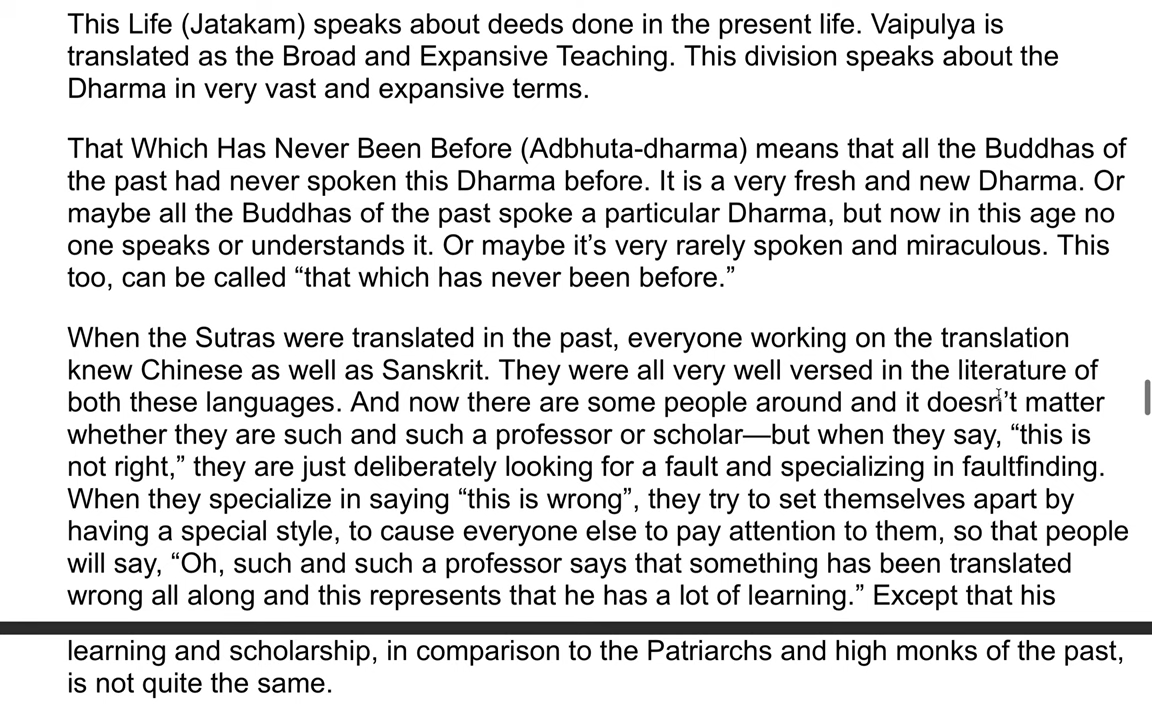 This Life (Jatakam) speaks about deeds done in the present life. Vaipulya is
translated as the Broad and Expansive Teaching. This division speaks about the
Dharma in very vast and expansive terms.
That Which Has Never Been Before (Adbhuta-dharma) means that all the Buddhas of
the past had never spoken this Dharma before. It is a very fresh and new Dharma. Or
maybe all the Buddhas of the past spoke a particular Dharma, but now in this age no
one speaks or understands it. Or maybe it’s very rarely spoken and miraculous. This
too, can be called “that which has never been before.”
When the Sutras were translated in the past, everyone working on the translation
knew Chinese as well as Sanskrit. They were all very well versed in the literature of
both these languages. And now there are some people around and it doesn’t matter
whether they are such and such a professor or scholar—but when they say, “this is
not right,” they are just deliberately looking for a fault and specializing in faultfinding.
When they specialize in saying “this is wrong”, they try to set themselves apart by
having a special style, to cause everyone else to pay attention to them, so that people
will say, “Oh, such and such a professor says that something has been translated
wrong all along and this represents that he has a lot of learning.” Except that his
learning and scholarship, in comparison to the Patriarchs and high monks of the past,
is not quite the same.